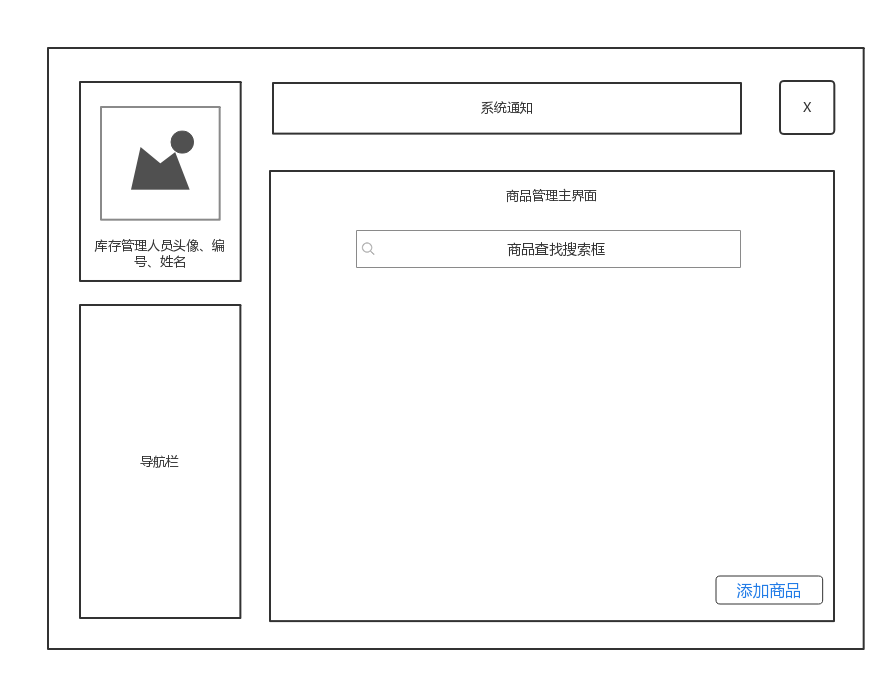 系统通知
X
库存管理人员头像、编
号、姓名
商品管理主界面
商品查找搜索框
导航栏
添加商品